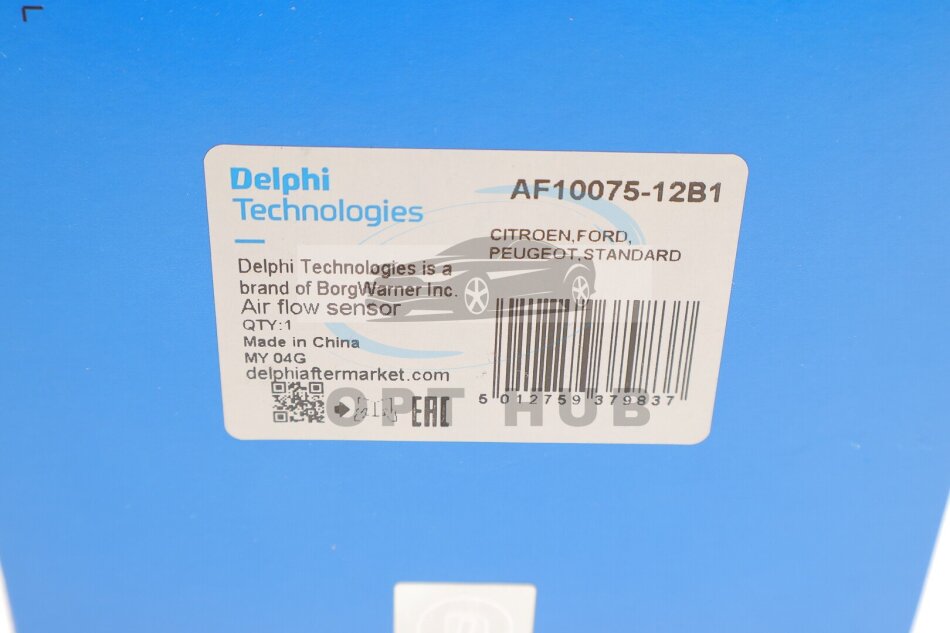 Delphi
Technologies
AF10075-12B1
CITROEN,FORD,
PEUGEOT,STANDARD
Delphi Technologies is a
brand of BorgWarner Inc.
Air flow sensor
QTY:1
Made in China
MY 04G
delphiaftermarket.com
EAC
5 012759 379837
OPT HUB